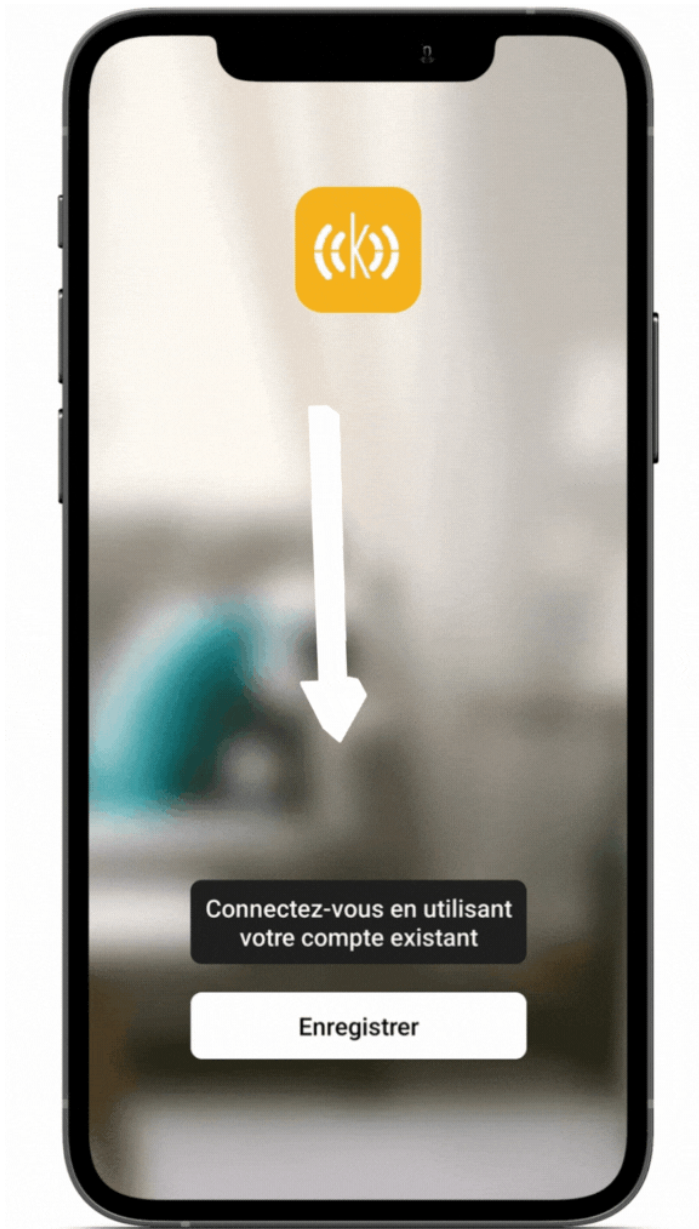 k
Connectez-vous en utilisant
votre compte existant
Enregistrer